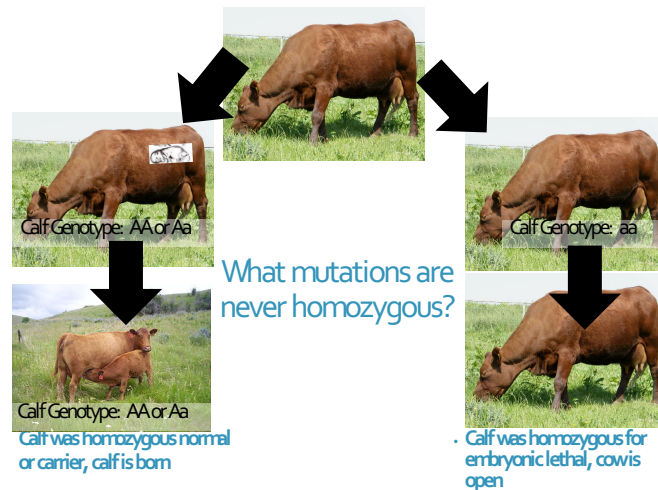 Calf Genotype: AA or Aa
Calf Genotype: aa
What mutations are
never homozygous?
Calf Genotype: AA or Aa
Calf was homozygous normal
or carrier, calf is born
• Calf was homozygous for
embryonic lethal, cow is
open